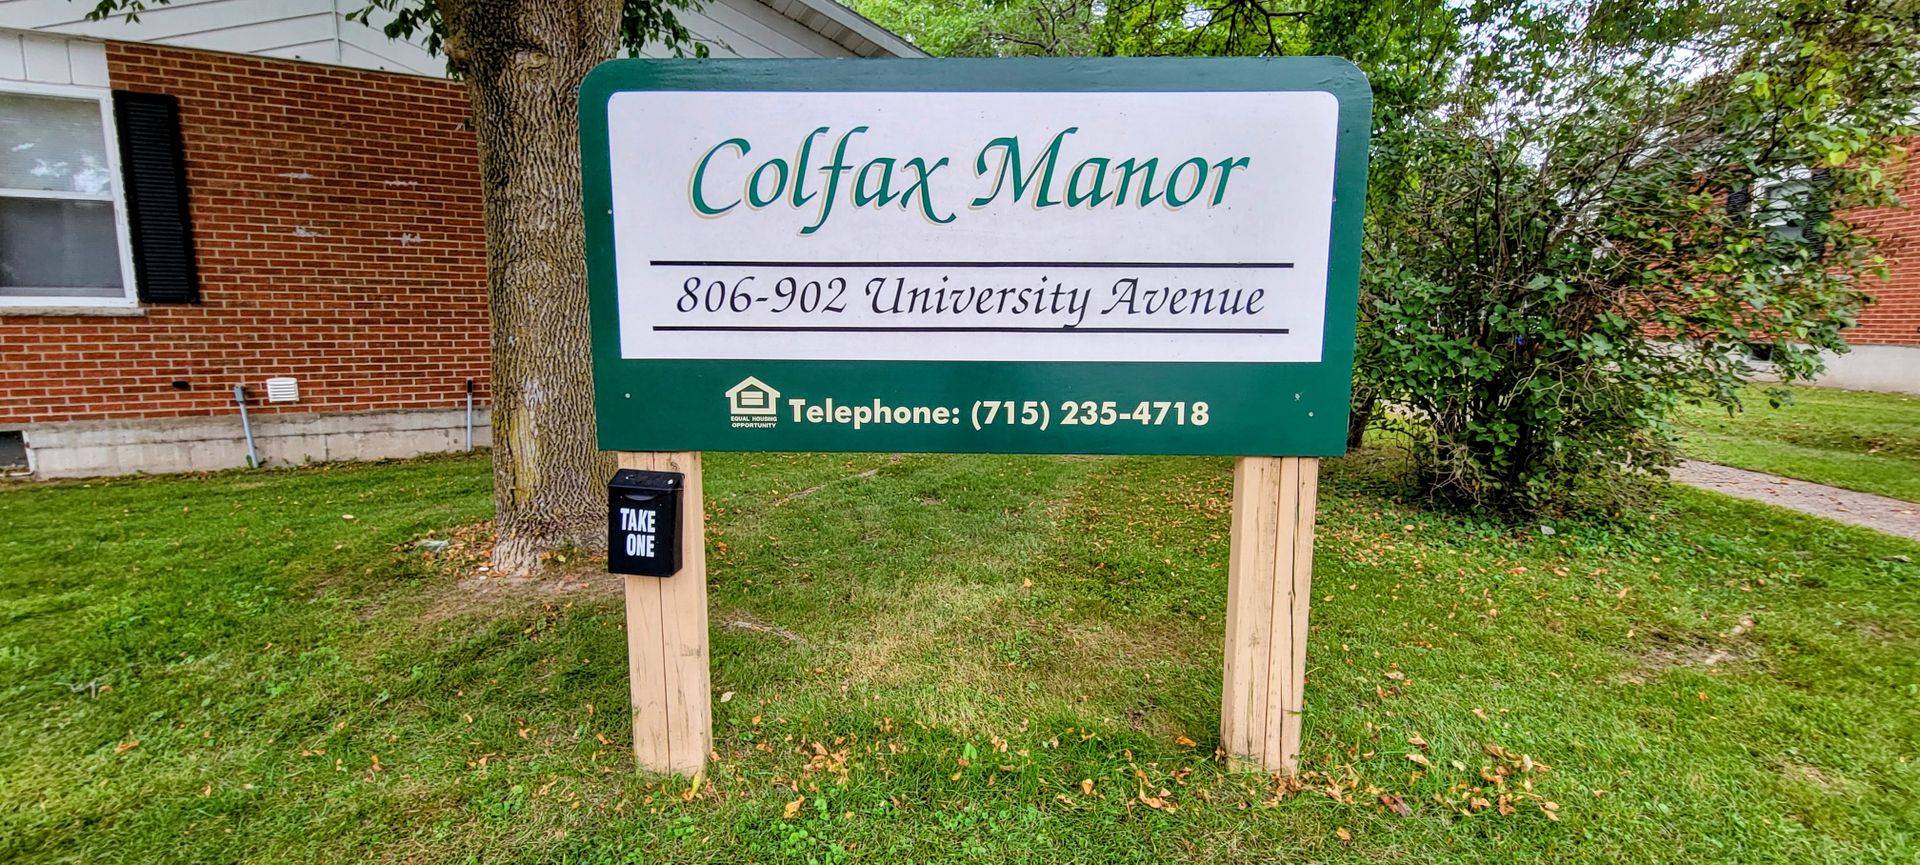 Colfax Manor
806-902 University Avenue
EQUAL HOUSING
OPPORTUNITY
Telephone: (715) 235-4718
TAKE
ONE